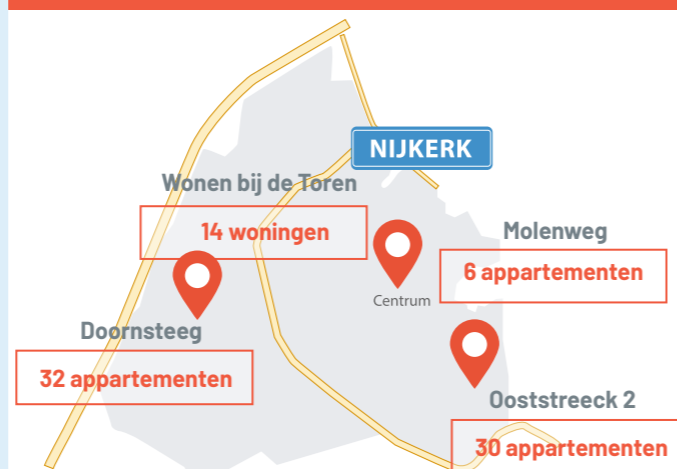 NIJKERK
Wonen bij de Toren
14 woningen
Molenweg
6 appartementen
Centrum
Doornsteeg
32 appartementen
Ooststreeck 2
30 appartementen